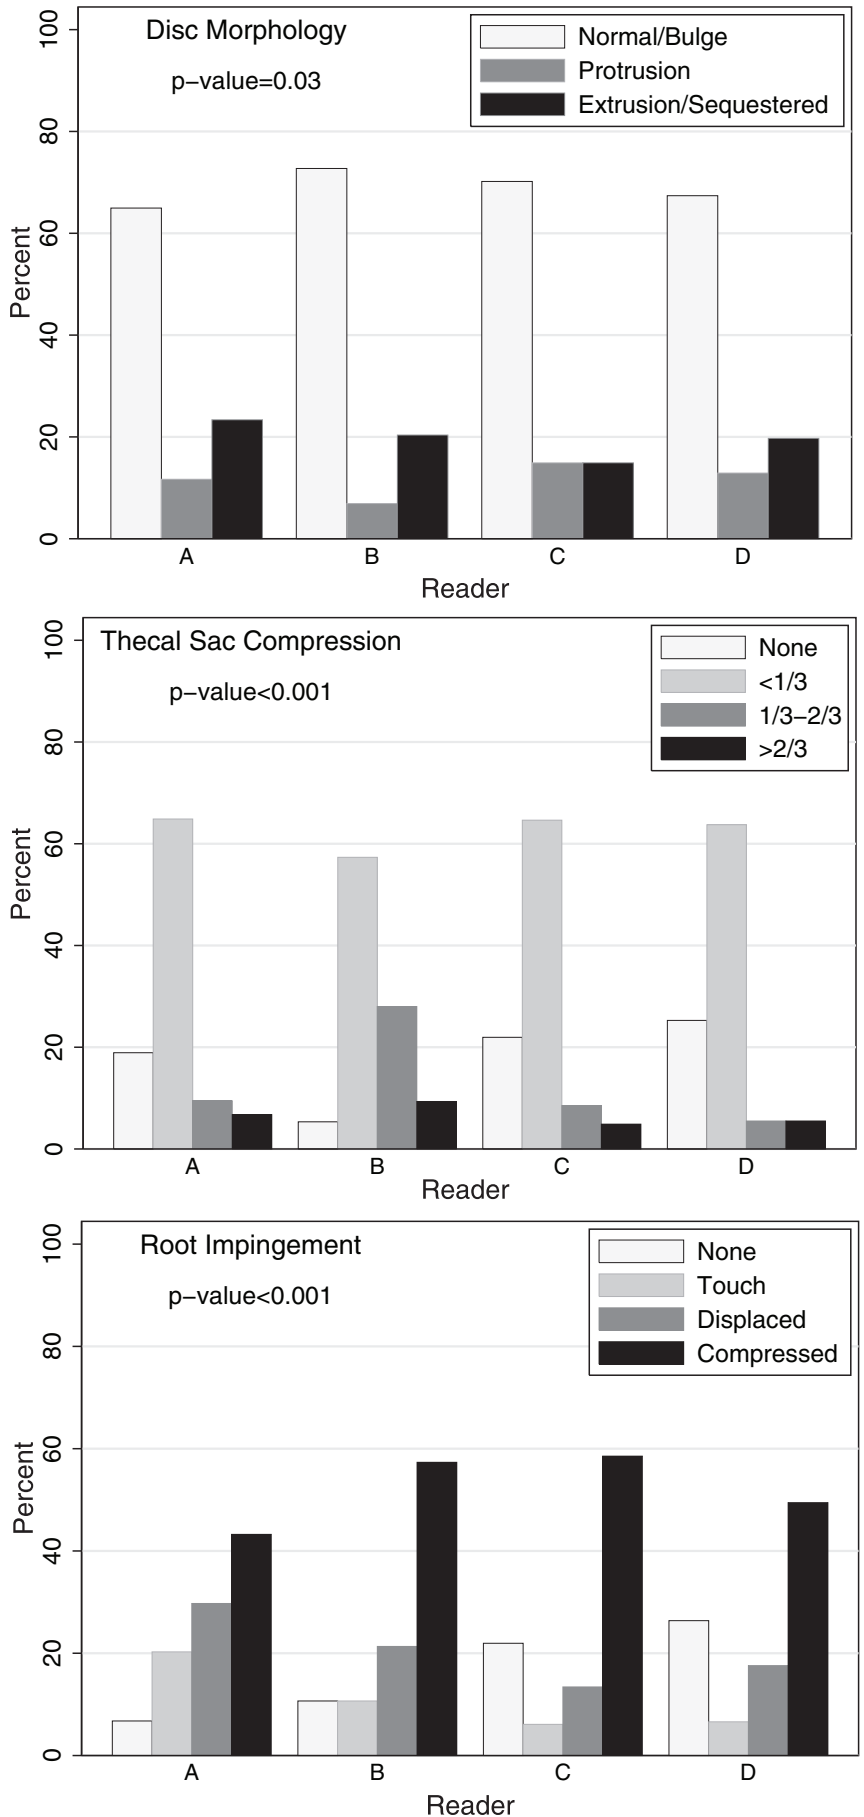 Disc Morphology
p−value=0.03
Normal/Bulge
Protrusion
Extrusion/Sequestered
100
80
60
40
20
0
Percent
A B C D
Reader
Thecal Sac Compression
p−value<0.001
None
<1/3
1/3−2/3
>2/3
100
80
60
40
20
0
Percent
A B C D
Reader
Root Impingement
p−value<0.001
None
Touch
Displaced
Compressed
100
80
60
40
20
0
Percent
A B C D
Reader